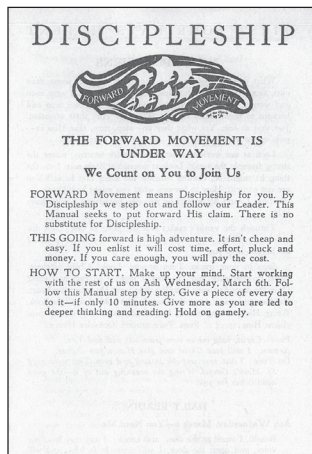 DISCIPLESHIP
FORWARD
MOVEMENT
THE FORWARD MOVEMENT IS
UNDER WAY
We Count on You to Join Us
FORWARD Movement means Discipleship for you. By
Discipleship we step out and follow our Leader. This
Manual seeks to put forward His claim. There is no
substitute for Discipleship.
THIS GOING forward is high adventure. It isn't cheap and
easy. If you enlist it will cost time, effort, pluck and
money. If you care enough, you will pay the cost.
HOW TO START. Make up your mind. Start working
with the rest of us on Ash Wednesday, March 6th. Fol-
low this Manual step by step. Give a piece of every day
to it—if only 10 minutes. Give more as you are led to
deeper thinking and reading. Hold on gamely.